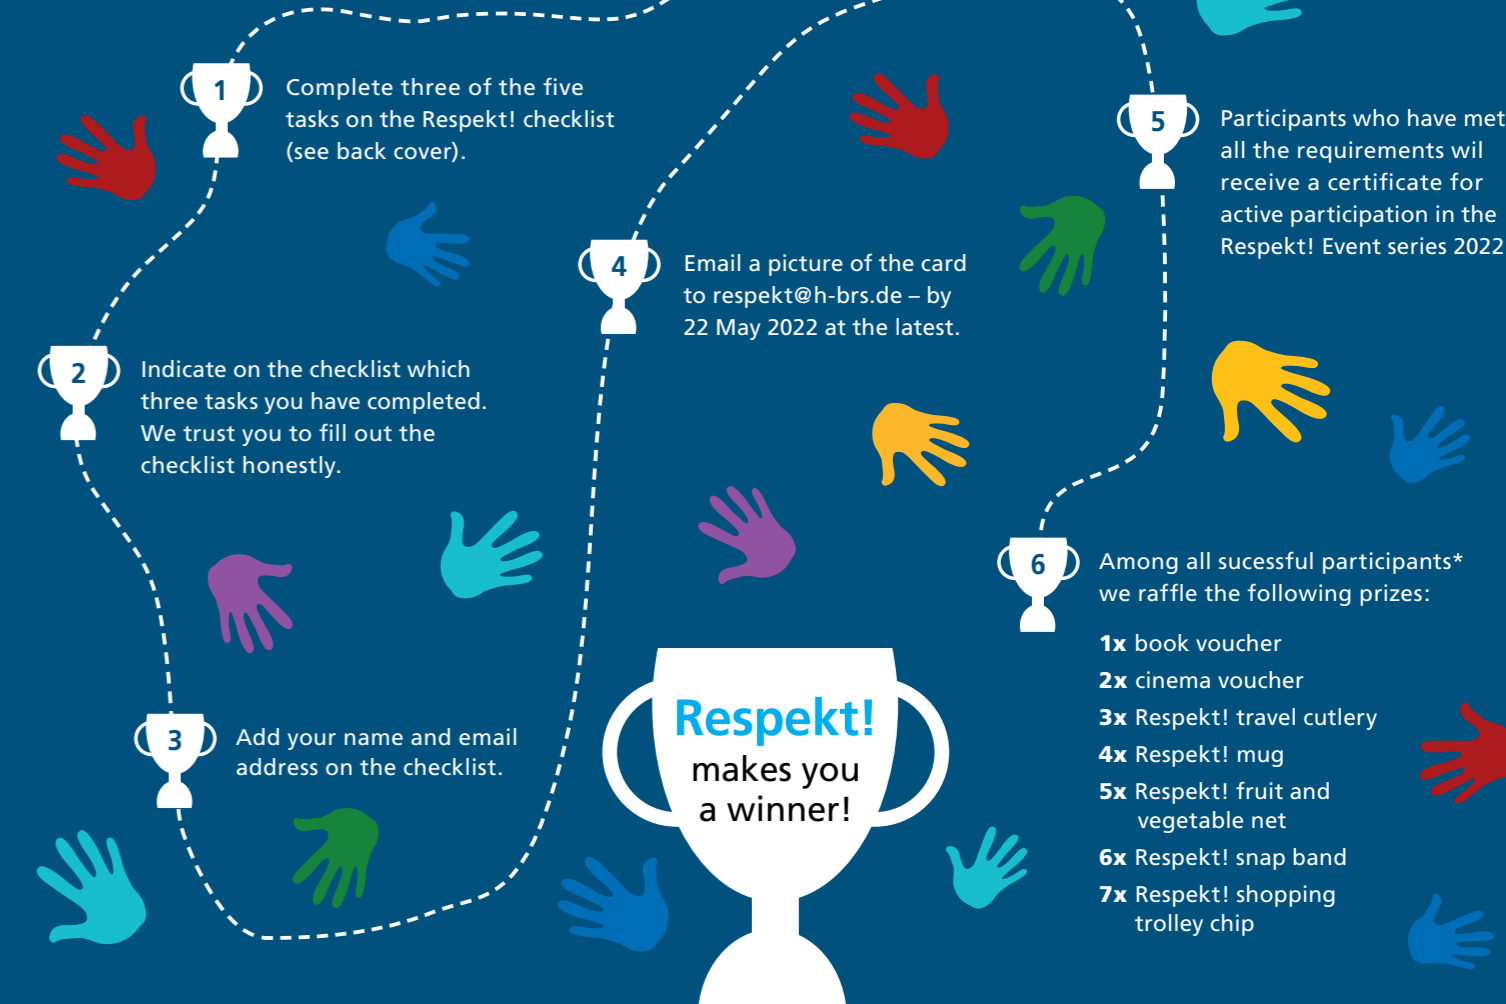 1
Complete three of the five
tasks on the Respekt! checklist
(see back cover).
2
Indicate on the checklist which
three tasks you have completed.
We trust you to fill out the
checklist honestly.
3
Add your name and email
address on the checklist.
4
Email a picture of the card
to respekt@h-brs.de – by
22 May 2022 at the latest.
5
Participants who have met
all the requirements wil
receive a certificate for
active participation in the
Respekt! Event series 2022
6
Among all sucessful participants*
we raffle the following prizes:
1x book voucher
2x cinema voucher
3x Respekt! travel cutlery
4x Respekt! mug
5x Respekt! fruit and
vegetable net
6x Respekt! snap band
7x Respekt! shopping
trolley chip
Respekt!
makes you
a winner!